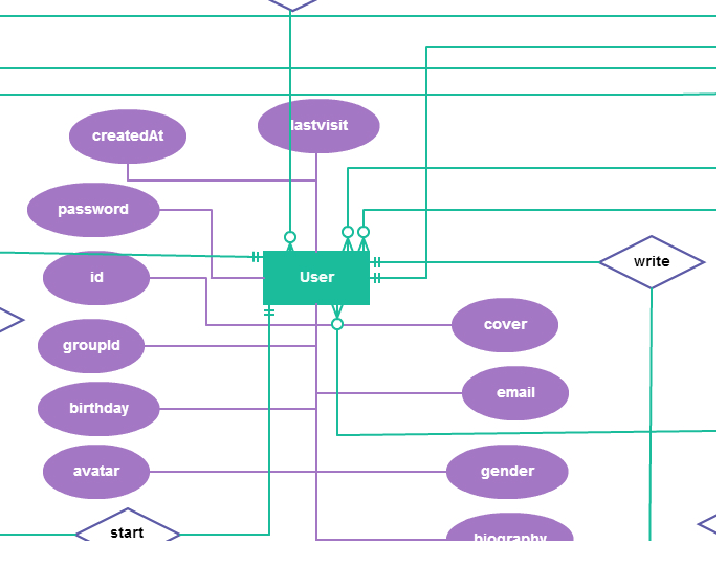 createdAt
lastvisit
password
id
User
write
groupId
cover
birthday
email
avatar
gender
start
biography